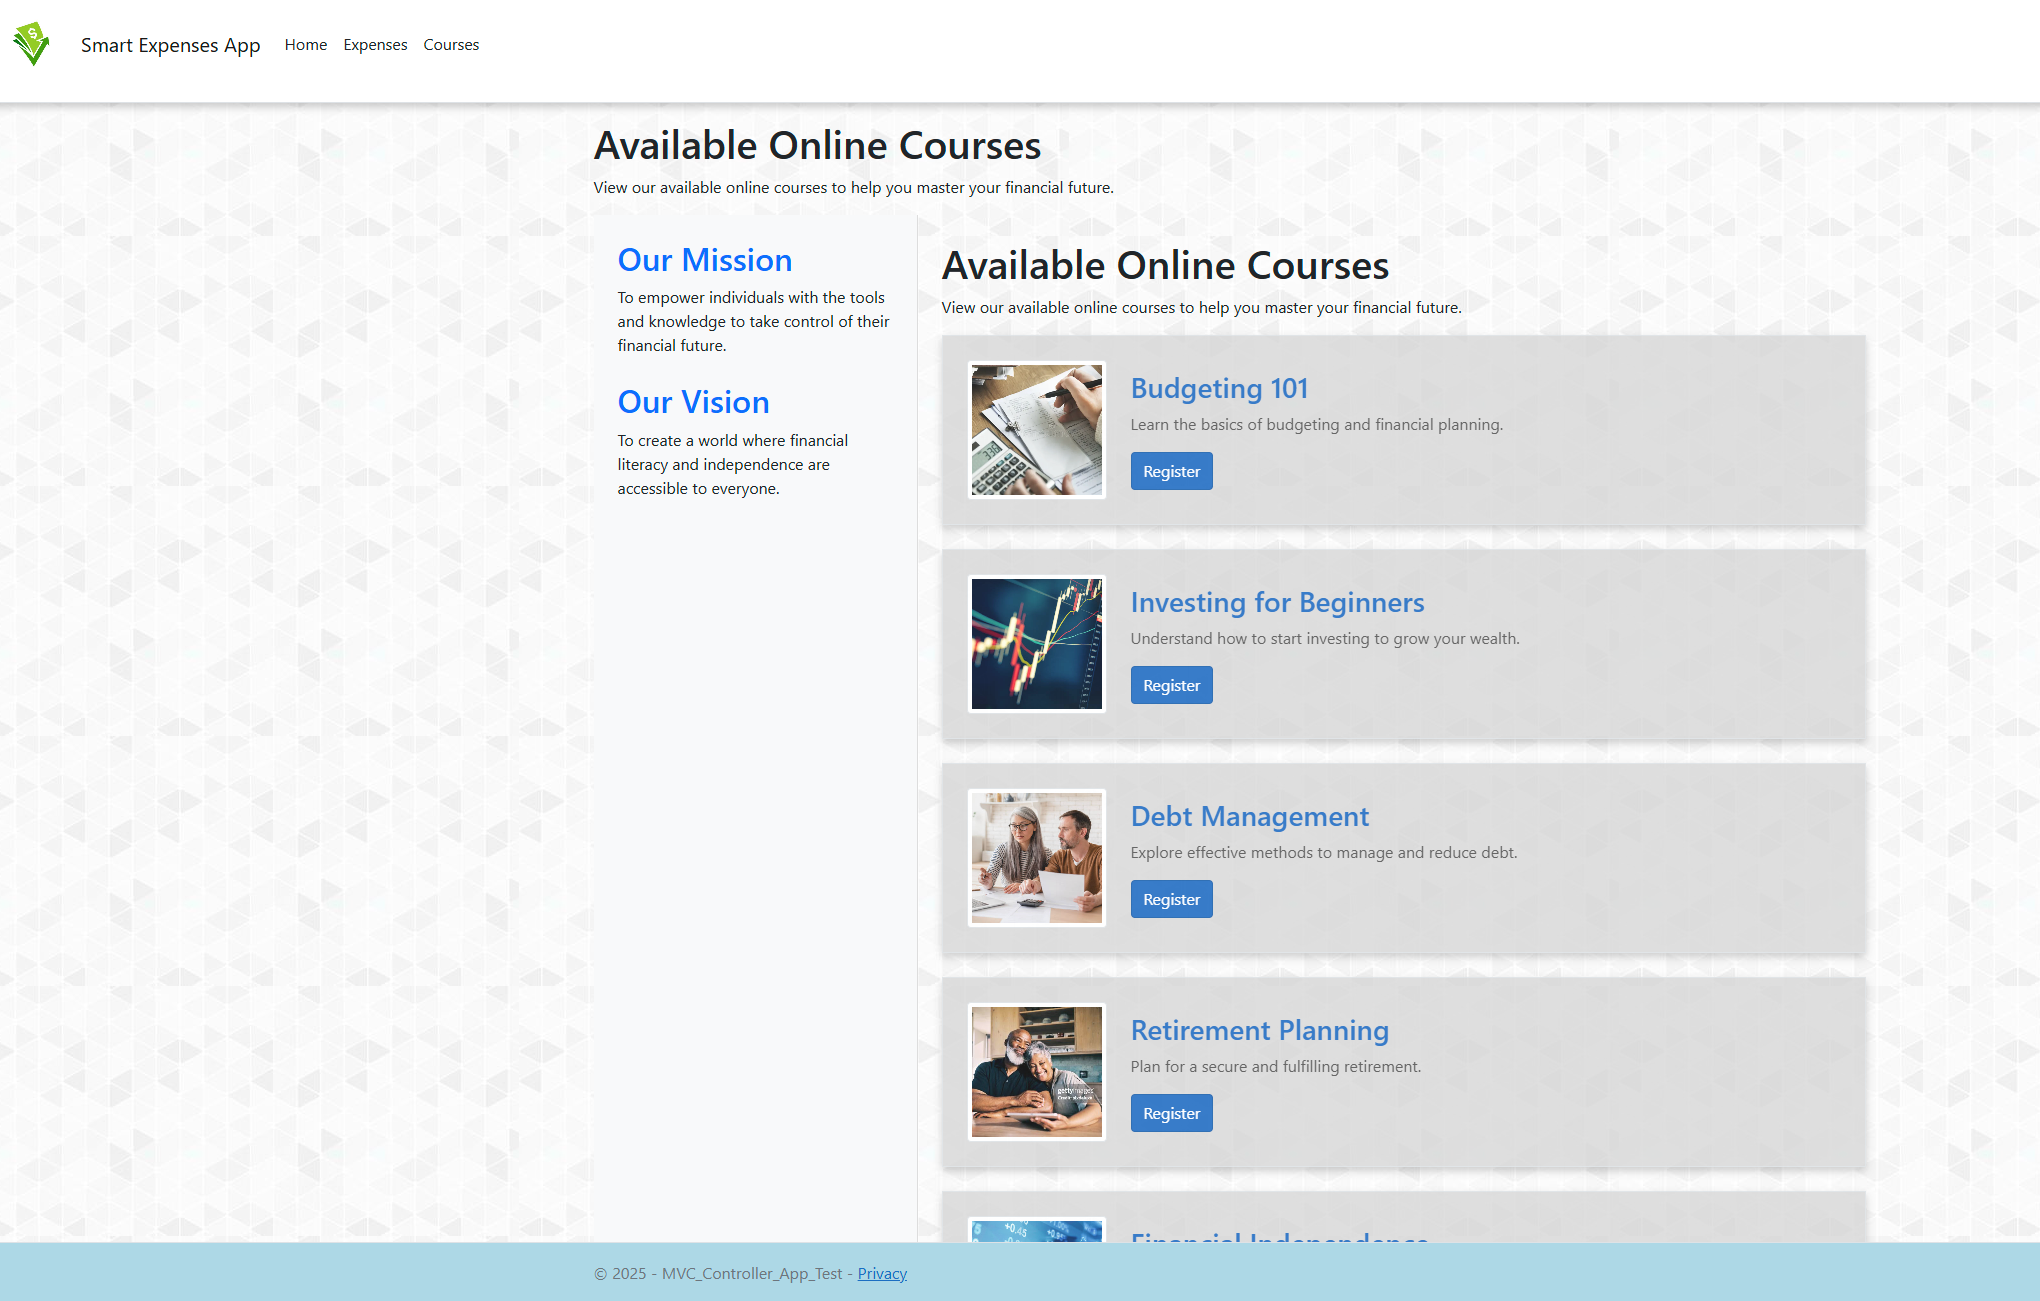 $
Smart Expenses App
Home
Expenses
Courses
Available Online Courses
View our available online courses to help you master your financial future.
Our Mission
To empower individuals with the tools
and knowledge to take control of their
financial future.
Our Vision
To create a world where financial
literacy and independence are
accessible to everyone.
Available Online Courses
View our available online courses to help you master your financial future.
Budgeting 101
Learn the basics of budgeting and financial planning.
Register
Investing for Beginners
Understand how to start investing to grow your wealth.
Register
Debt Management
Explore effective methods to manage and reduce debt.
Register
Retirement Planning
Plan for a secure and fulfilling retirement.
Register
gettyimages
+0.45
Financial Independence
© 2025 - MVC_Controller_App_Test - Privacy